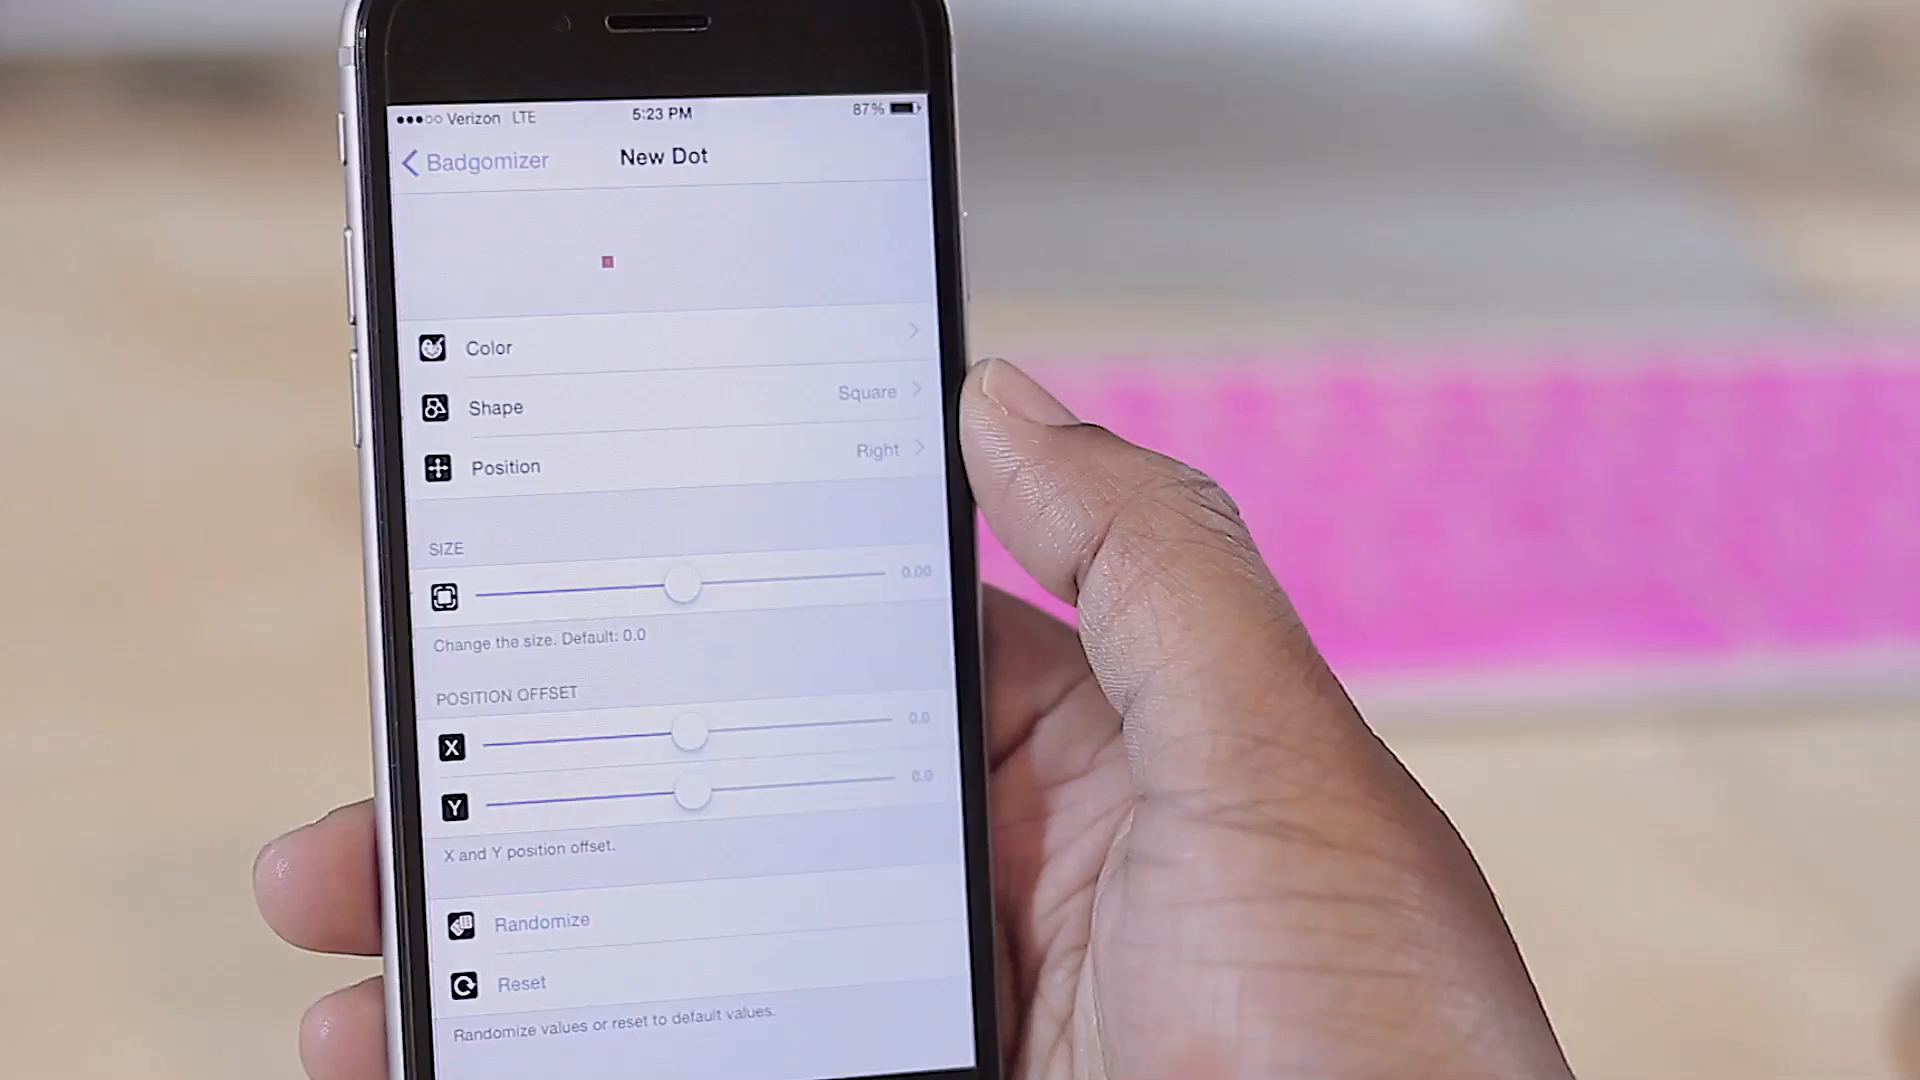 Verizon LTE 5:23 PM 87%
Badgomizer New Dot
Color
Shape Square
Position Right
SIZE
0.00
Change the size. Default: 0.0
POSITION OFFSET
X 0.0
Y 0.0
X and Y position offset.
Randomize
Reset
Randomize values or reset to default values.